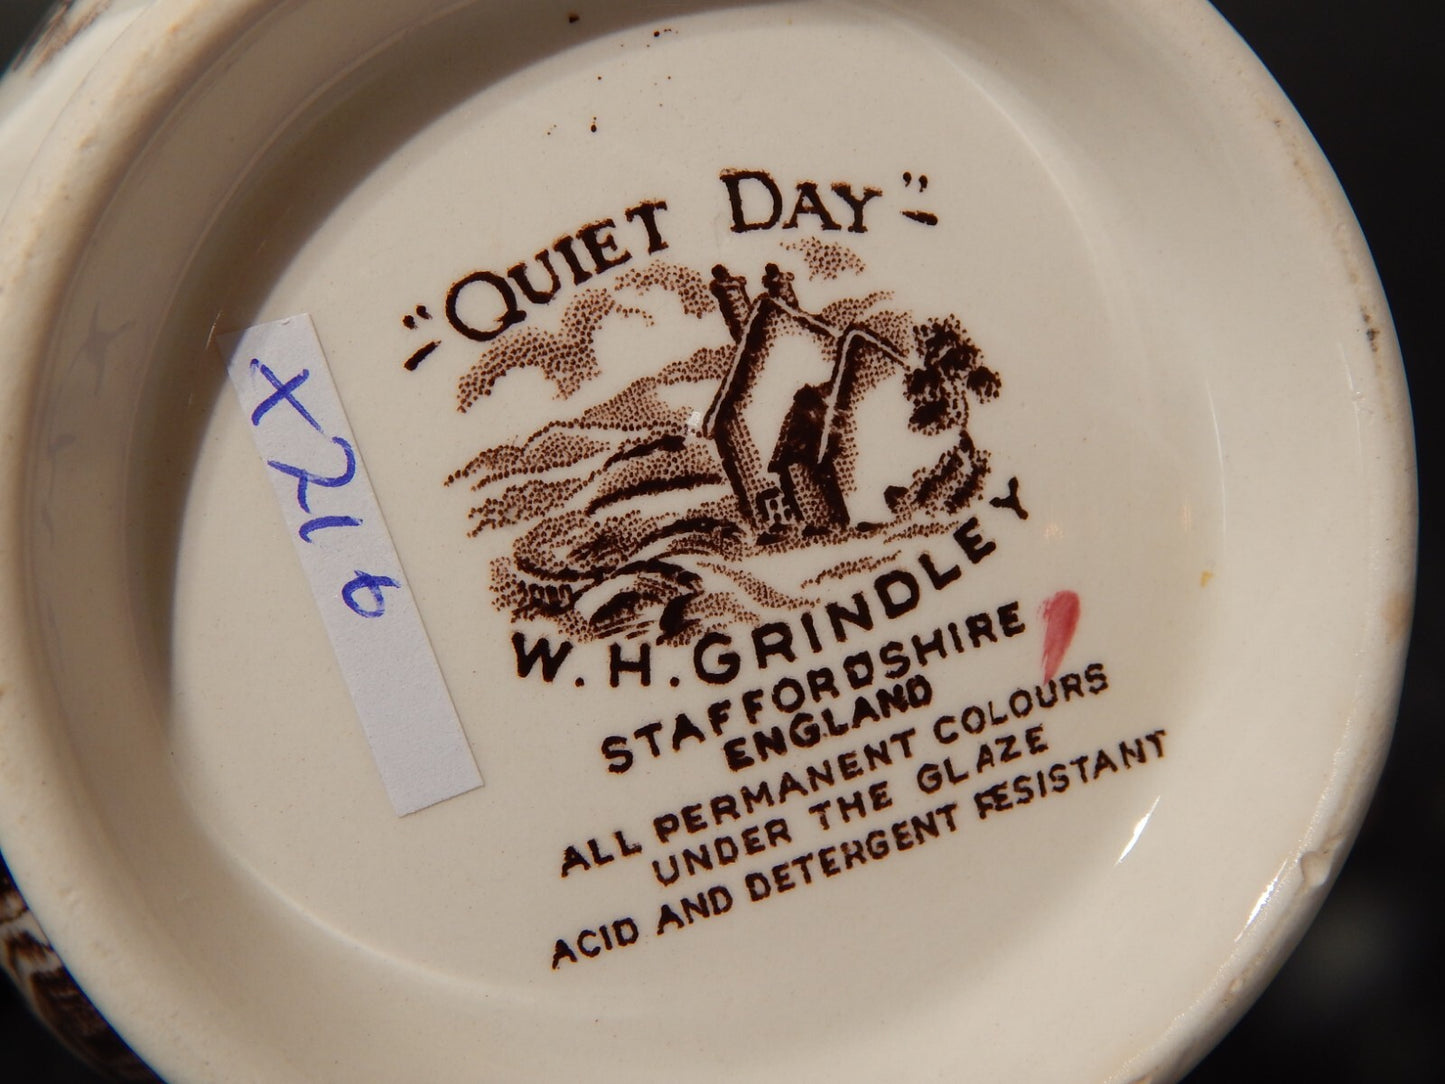 "QUIET DAY"
W.H.GRINDLEY
STAFFORDSHIRE
ENGLAND
ALL PERMANENT COLOURS
UNDER THE GLAZE
ACID AND DETERGENT RESISTANT
X216